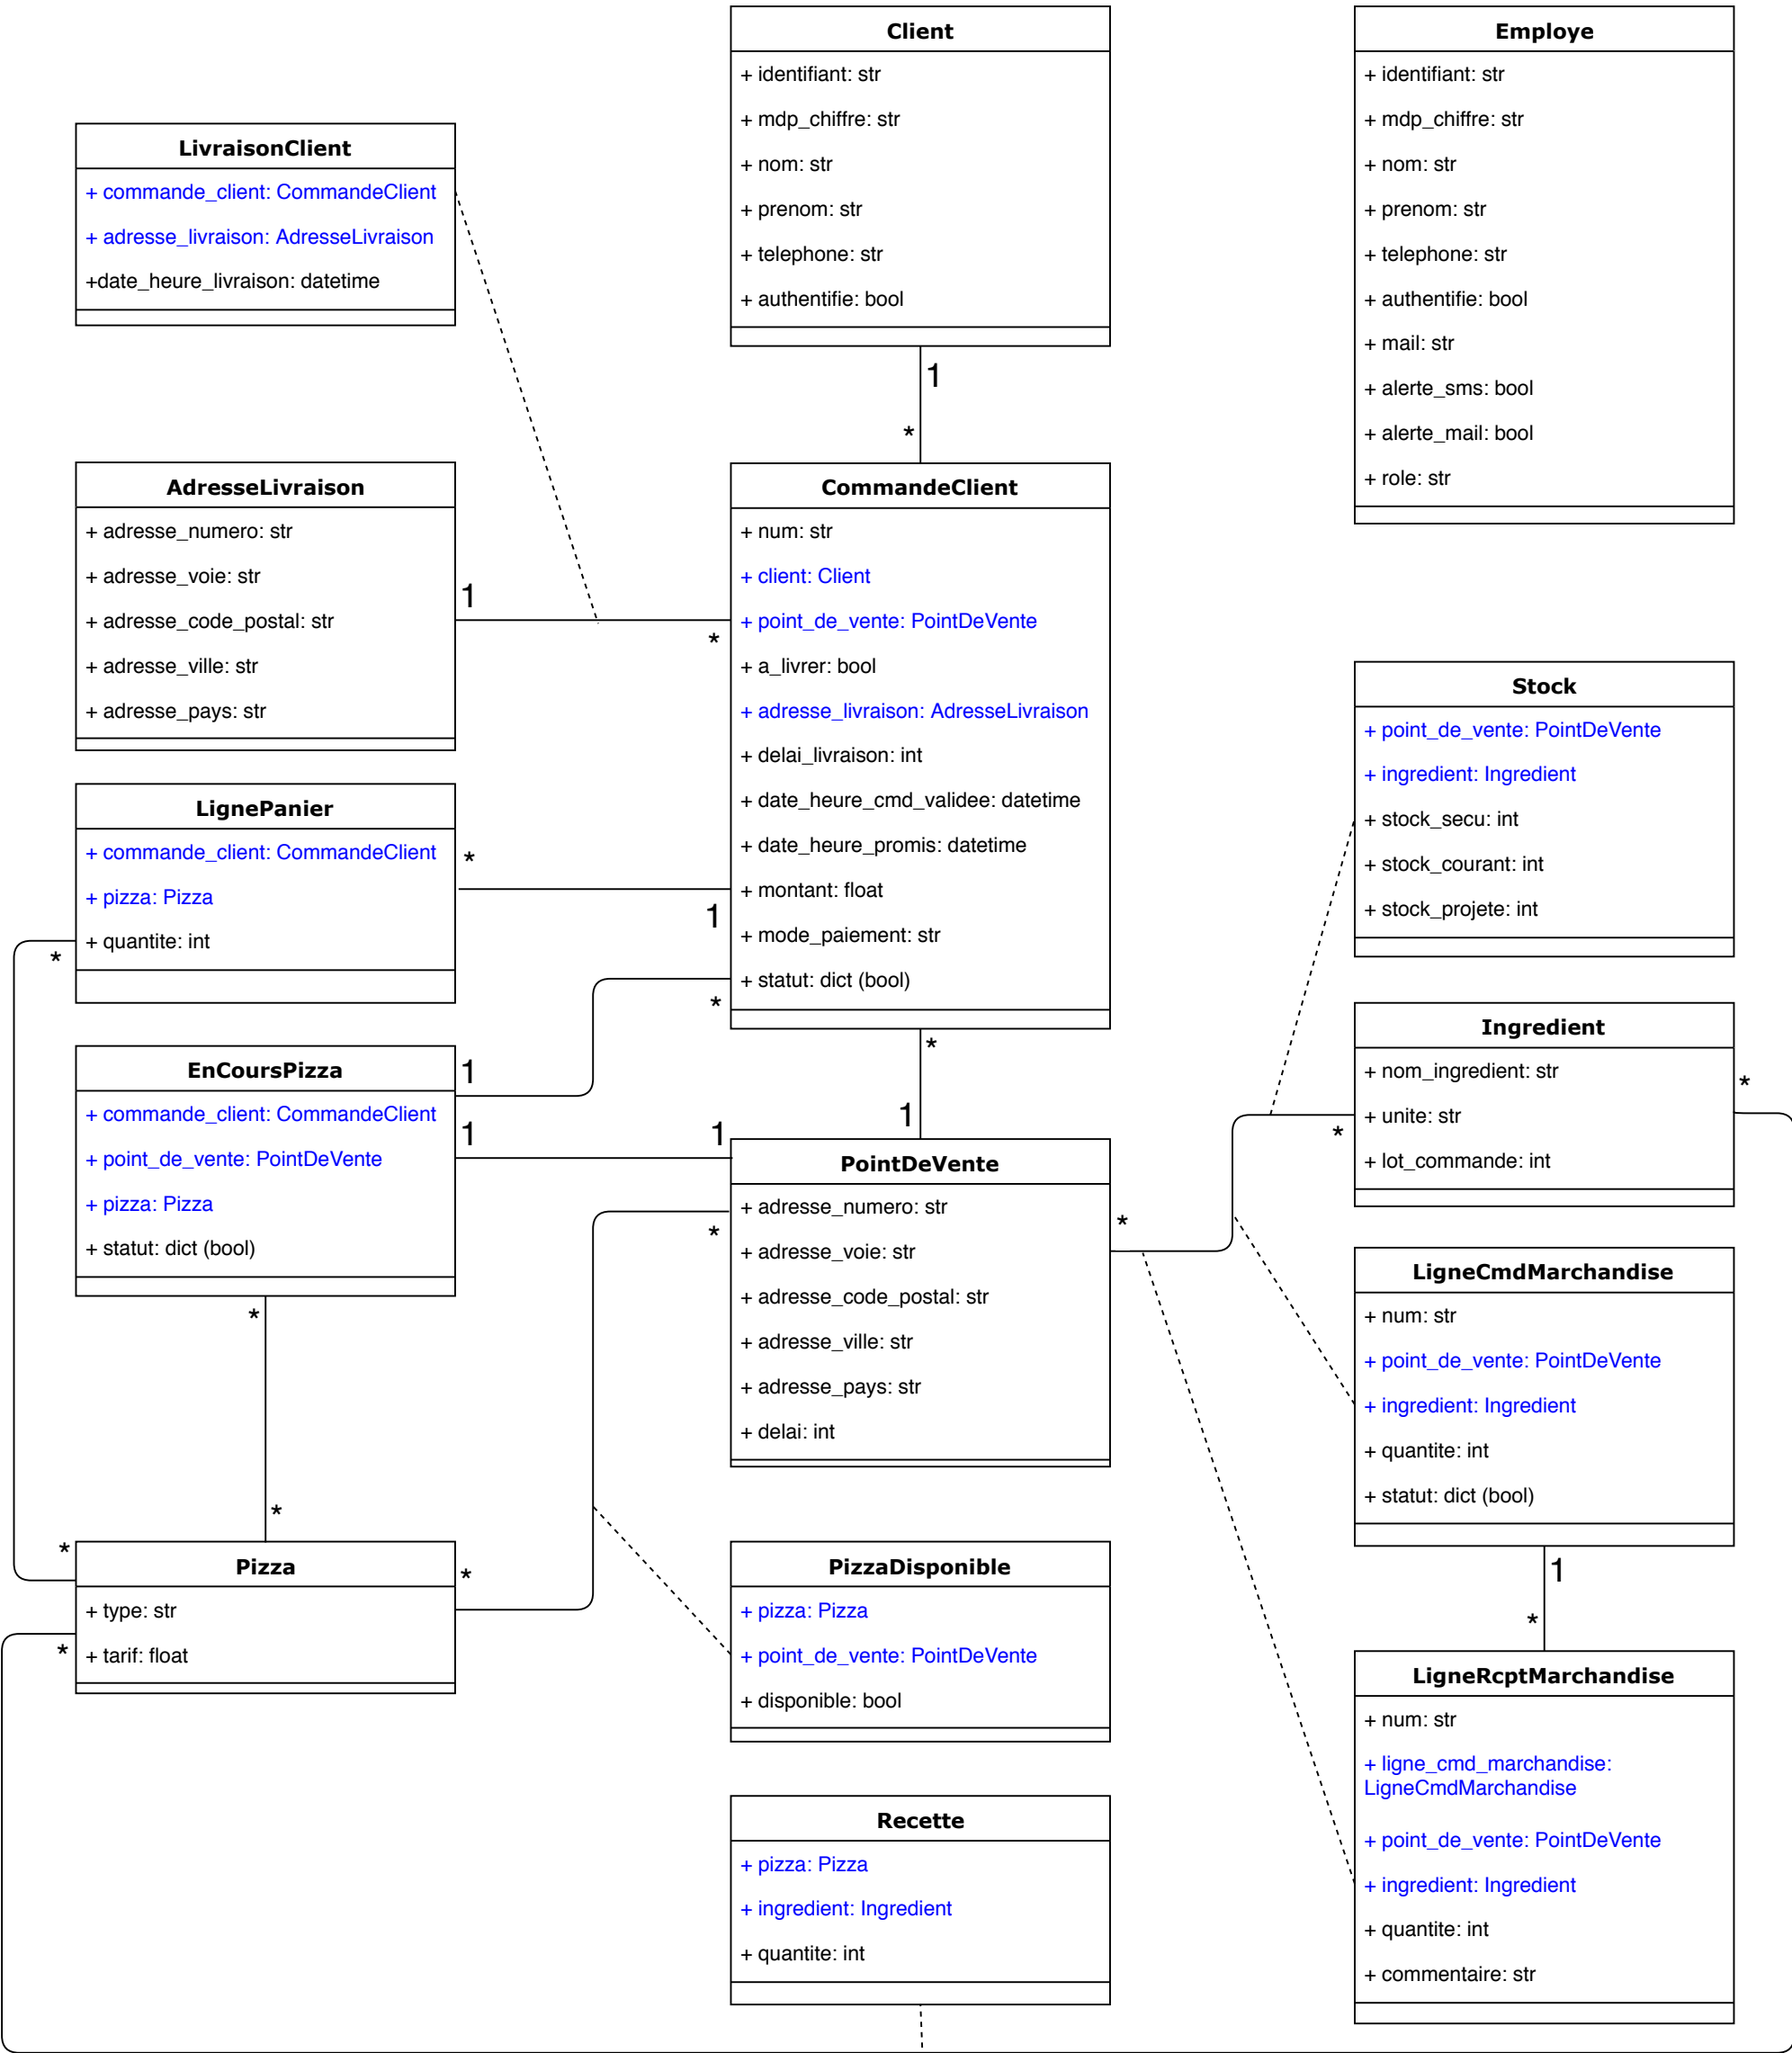 Client
+ identifiant: str
+ mdp_chiffre: str
+ nom: str
+ prenom: str
+ telephone: str
+ authentifie: bool
1
*
Employe
+ identifiant: str
+ mdp_chiffre: str
+ nom: str
+ prenom: str
+ telephone: str
+ authentifie: bool
+ mail: str
+ alerte_sms: bool
+ alerte_mail: bool
+ role: str
LivraisonClient
+ commande_client: CommandeClient
+ adresse_livraison: AdresseLivraison
+date_heure_livraison: datetime
AdresseLivraison
+ adresse_numero: str
+ adresse_voie: str
+ adresse_code_postal: str
+ adresse_ville: str
+ adresse_pays: str
1
*
CommandeClient
+ num: str
+ client: Client
+ point_de_vente: PointDeVente
+ a_livrer: bool
+ adresse_livraison: AdresseLivraison
+ delai_livraison: int
+ date_heure_cmd_validee: datetime
+ date_heure_promis: datetime
+ montant: float
+ mode_paiement: str
+ statut: dict (bool)
*
1
Stock
+ point_de_vente: PointDeVente
+ ingredient: Ingredient
+ stock_secu: int
+ stock_courant: int
+ stock_projete: int
LignePanier
+ commande_client: CommandeClient
+ pizza: Pizza
+ quantite: int
*
1
*
*
EnCoursPizza
+ commande_client: CommandeClient
+ point_de_vente: PointDeVente
+ pizza: Pizza
+ statut: dict (bool)
1
*
1
1
*
*
PointDeVente
+ adresse_numero: str
+ adresse_voie: str
+ adresse_code_postal: str
+ adresse_ville: str
+ adresse_pays: str
+ delai: int
*
*
*
Ingredient
+ nom_ingredient: str
+ unite: str
+ lot_commande: int
*
LigneCmdMarchandise
+ num: str
+ point_de_vente: PointDeVente
+ ingredient: Ingredient
+ quantite: int
+ statut: dict (bool)
1
*
Pizza
+ type: str
+ tarif: float
*
*
PizzaDisponible
+ pizza: Pizza
+ point_de_vente: PointDeVente
+ disponible: bool
LigneRcptMarchandise
+ num: str
+ ligne_cmd_marchandise:
LigneCmdMarchandise
+ point_de_vente: PointDeVente
+ ingredient: Ingredient
+ quantite: int
+ commentaire: str
Recette
+ pizza: Pizza
+ ingredient: Ingredient
+ quantite: int